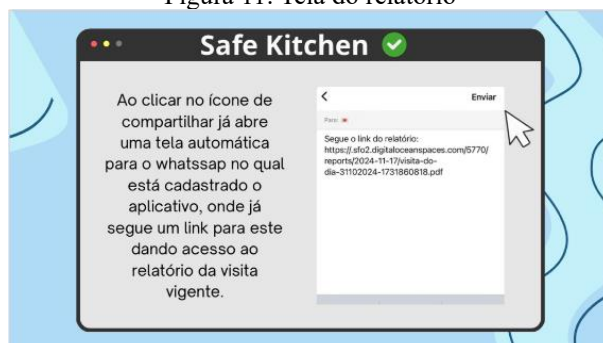 Figura 11: Tela do relatório
Safe Kitchen
Ao clicar no ícone de
compartilhar já abre
uma tela automática
para o whatssap no qual
está cadastrado o
aplicativo, onde já
segue um link para este
dando acesso ao
relatório da visita
vigente.
Enviar
Para:
Segue o link do relatório:
https://.sfo2.digitaloceanspaces.com/5770/
reports/2024-11-17/visita-do-
dia-31102024-1731860818.pdf